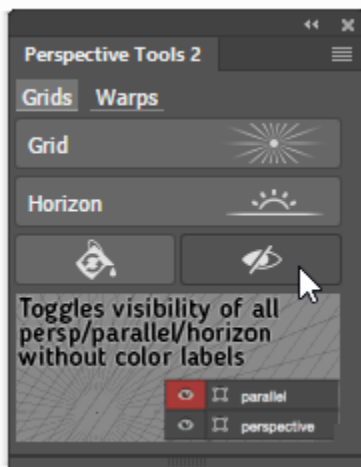 Perspective Tools 2
Grids Warps
Grid
Horizon
Toggles visibility of all
persp/parallel/horizon
without color labels
parallel
perspective